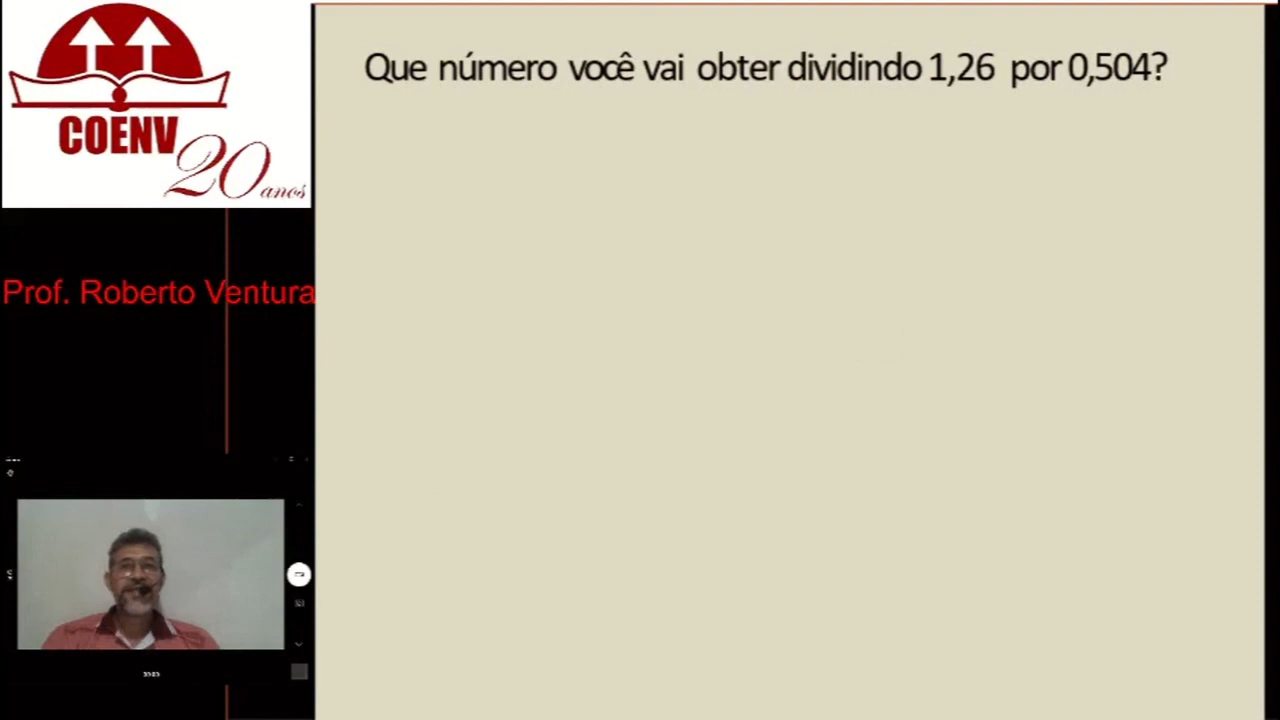 Que número você vai obter dividindo 1,26 por 0,504?
COENV
20 anos
Prof. Roberto Ventura